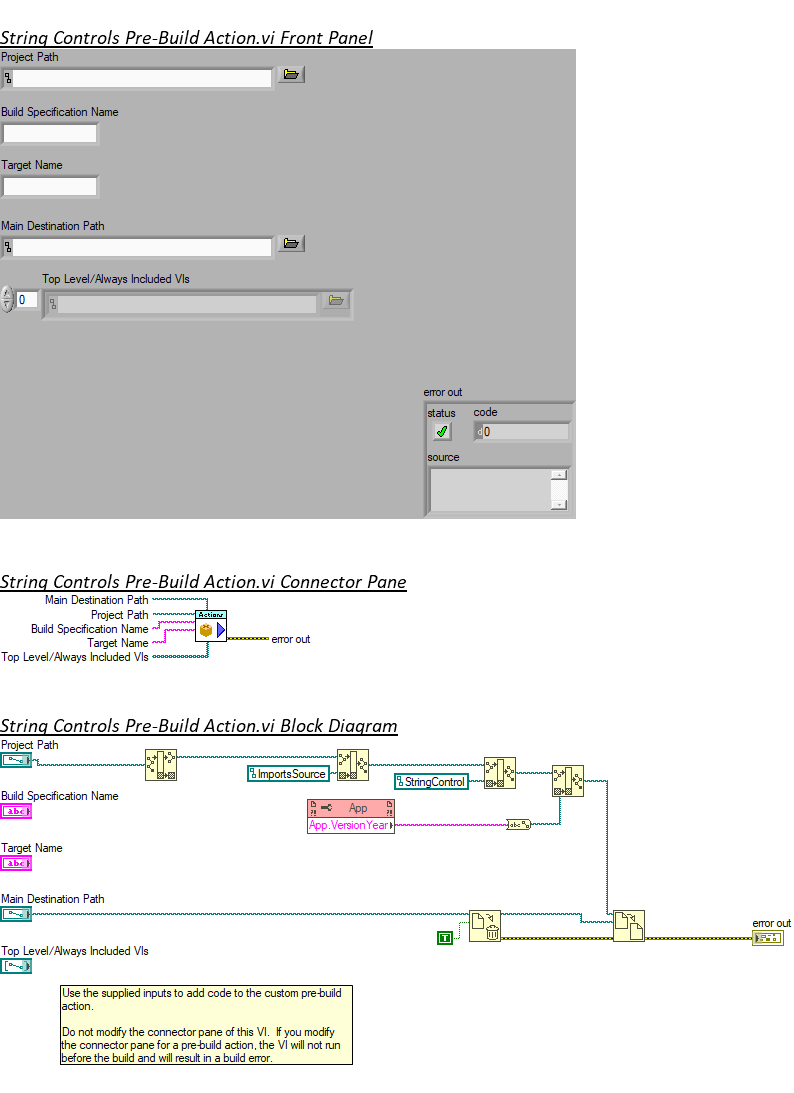 String Controls Pre-Build Action.vi Front Panel
Project Path
Build Specification Name
Target Name
Main Destination Path
Top Level/Always Included VIs
0
error out
status code
0
source
String Controls Pre-Build Action.vi Connector Pane
Main Destination Path
Project Path
Build Specification Name
Target Name
Top Level/Always Included VIs
Actions
error out
String Controls Pre-Build Action.vi Block Diagram
Project Path
ImportsSource
StringControl
Build Specification Name
abc
App
App.VersionYear
abc
Target Name
abc
Main Destination Path
T
error out
Top Level/Always Included VIs
Use the supplied inputs to add code to the custom pre-build
action.
Do not modify the connector pane of this VI. If you modify
the connector pane for a pre-build action, the VI will not run
before the build and will result in a build error.